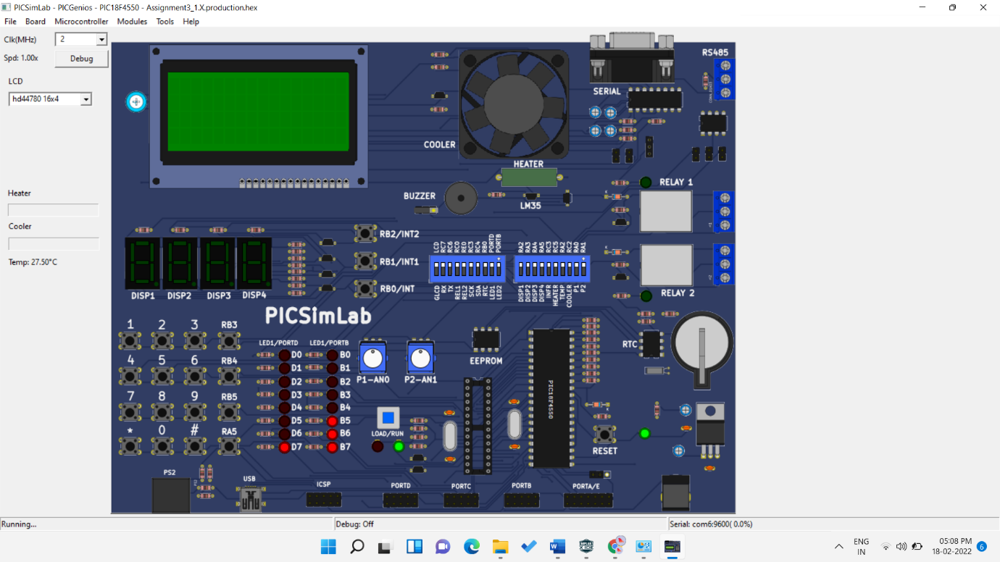 PICSimLab - PICGenios - PIC18F4550 - Assignment3_1.X.production.hex
File Board Microcontroller Modules Tools Help
Clk(MHz) 2
Spd: 1.00x Debug
LCD
hd44780 16x4
Heater
Cooler
Temp: 27.50°C
RS485
SERIAL
COOLER
HEATER
BUZZER
LM35
RELAY 1
RELAY 2
RB2/INT2
RB1/INT1
RB0/INT
LCD RC7 RC6 RC0 RE0 RC3 RC4 RB0 PORTD PORTB
GLCD RX TX REL1 REL2 SCK SDA RTC LED1 LED2
RA2 RA3 RA4 RA5 RC3 RC5 RA2 RC2 RA0 RA1
DISP1 DISP2 DISP3 DISP4 INFR HEATER TEMP COOLER P1 P2
DISP1 DISP2 DISP3 DISP4
PICSimLab
1 2 3 RB3
4 5 6 RB4
7 8 9 RB5
* 0 # RA5
LED1/PORTD LED1/PORTB
D0 B0
D1 B1
D2 B2
D3 B3
D4 B4
D5 B5
D6 B6
D7 B7
P1-AN0 P2-AN1
EEPROM
RTC
PIC18F4550
LOAD/RUN
RESET
PS2
USB
ICSP
PORTD
PORTC
PORTB
PORTA/E
Running... Debug: Off Serial: com6:9600( 0.0%)
ENG
IN
05:08 PM
18-02-2022
6